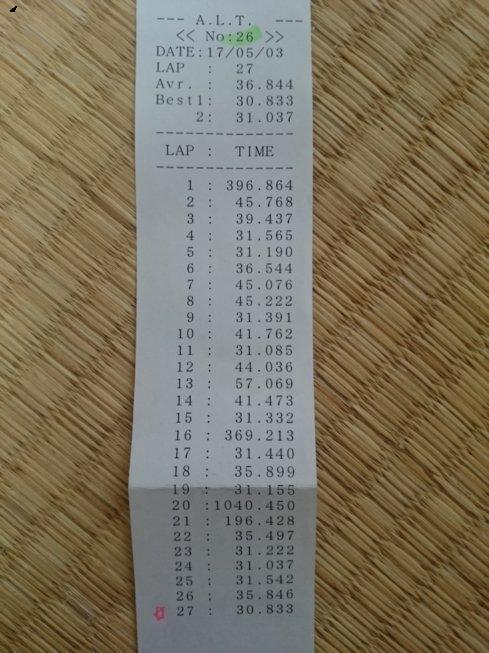 --- A.L.T. ---
<< No:26 >>
DATE:17/05/03
LAP : 27
Avr. : 36.844
Best1: 30.833
2: 31.037
--------------
LAP : TIME
--------------
1 : 396.864
2 : 45.768
3 : 39.437
4 : 31.565
5 : 31.190
6 : 36.544
7 : 45.076
8 : 45.222
9 : 31.391
10 : 41.762
11 : 31.085
12 : 44.036
13 : 57.069
14 : 41.473
15 : 31.332
16 : 369.213
17 : 31.440
18 : 35.899
19 : 31.155
20 :1040.450
21 : 196.428
22 : 35.497
23 : 31.222
24 : 31.037
25 : 31.542
26 : 35.846
27 : 30.833